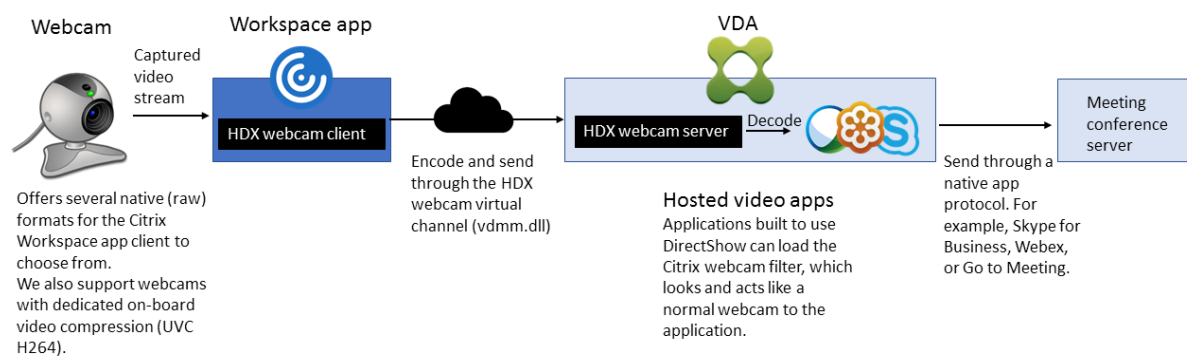 Webcam
Captured
video
stream
Offers several native (raw)
formats for the Citrix
Workspace app client to
choose from.
We also support webcams
with dedicated on-board
video compression (UVC
H264).
Workspace app
HDX webcam client
Encode and send
through the HDX
webcam virtual
channel (vdmm.dll)
VDA
HDX webcam server
Decode
S
Hosted video apps
Applications built to use
DirectShow can load the
Citrix webcam filter, which
looks and acts like a
normal webcam to the
application.
Send through a
native app
protocol. For
example, Skype for
Business, Webex,
or Go to Meeting.
Meeting
conference
server